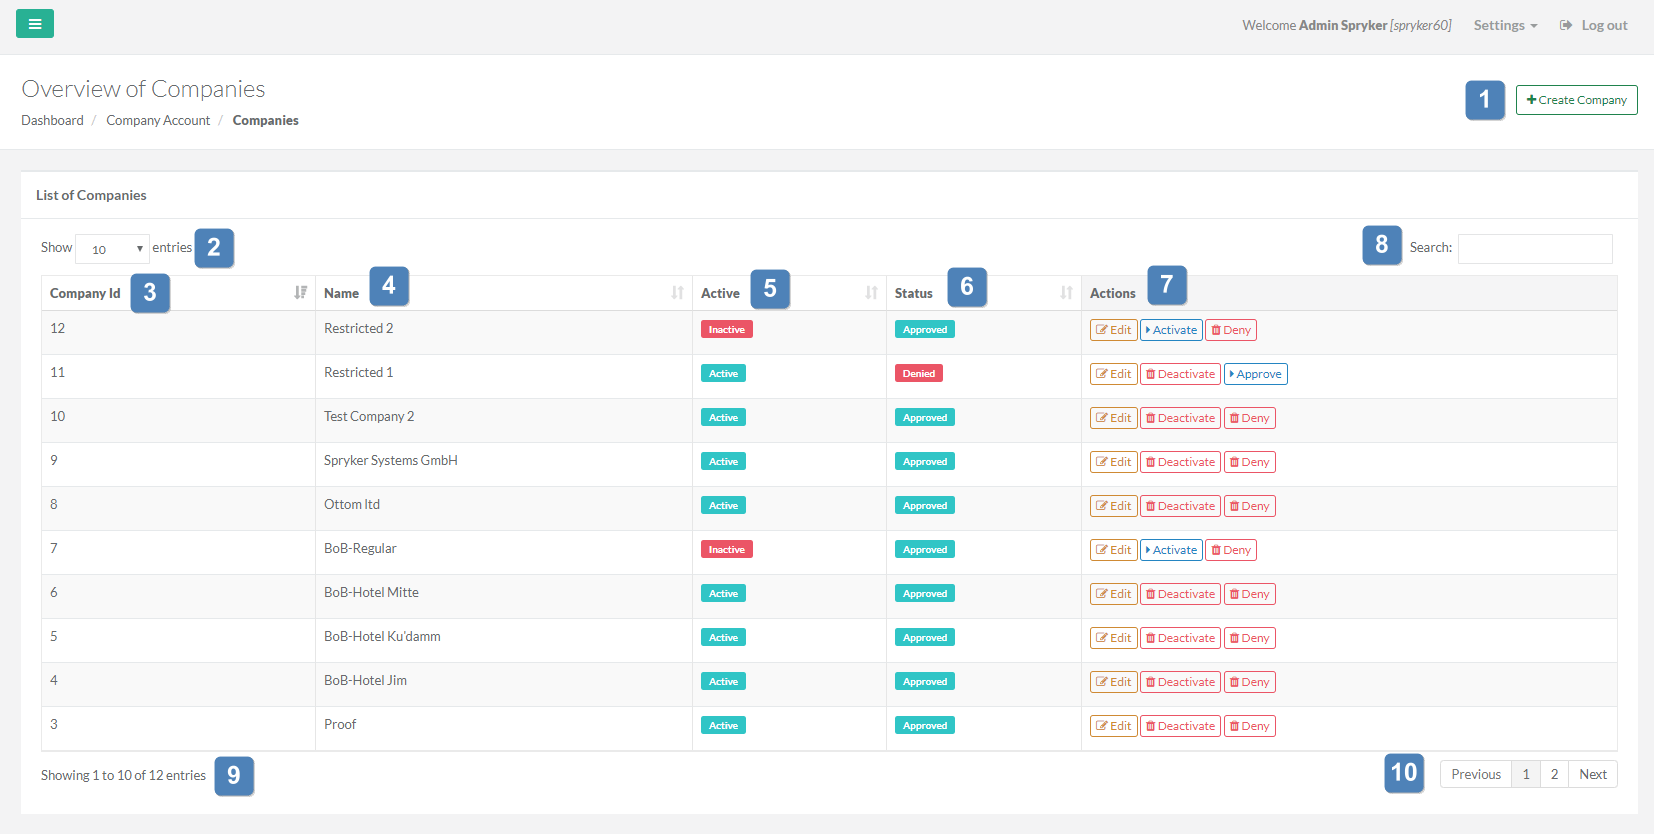 Welcome Admin Spryker [spryker60] Settings Log out
Overview of Companies
Dashboard / Company Account / Companies
1 Create Company
List of Companies
Show 10 entries 2 8 Search:
Company Id 3 Name 4 Active 5 Status 6 Actions 7
12 Restricted 2 Inactive Approved Edit Activate Deny
11 Restricted 1 Active Denied Edit Deactivate Approve
10 Test Company 2 Active Approved Edit Deactivate Deny
9 Spryker Systems GmbH Active Approved Edit Deactivate Deny
8 Ottom ltd Active Approved Edit Deactivate Deny
7 BoB-Regular Inactive Approved Edit Activate Deny
6 BoB-Hotel Mitte Active Approved Edit Deactivate Deny
5 BoB-Hotel Ku'damm Active Approved Edit Deactivate Deny
4 BoB-Hotel Jim Active Approved Edit Deactivate Deny
3 Proof Active Approved Edit Deactivate Deny
Showing 1 to 10 of 12 entries 9 10 Previous 1 2 Next